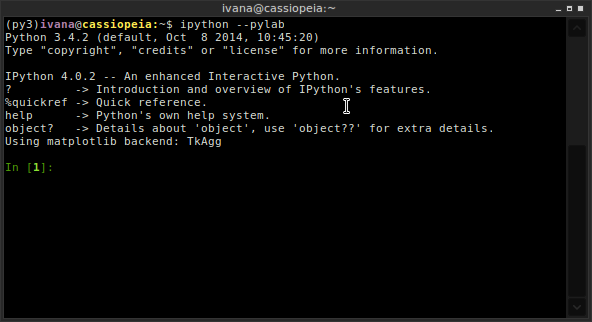 ivana@cassiopeia:~
(py3)ivana@cassiopeia:~$ ipython --pylab
Python 3.4.2 (default, Oct  8 2014, 10:45:20)
Type "copyright", "credits" or "license" for more information.

IPython 4.0.2 -- An enhanced Interactive Python.
?         -> Introduction and overview of IPython's features.
%quickref -> Quick reference.
help      -> Python's own help system.
object?   -> Details about 'object', use 'object??' for extra details.
Using matplotlib backend: TkAgg

In [1]: